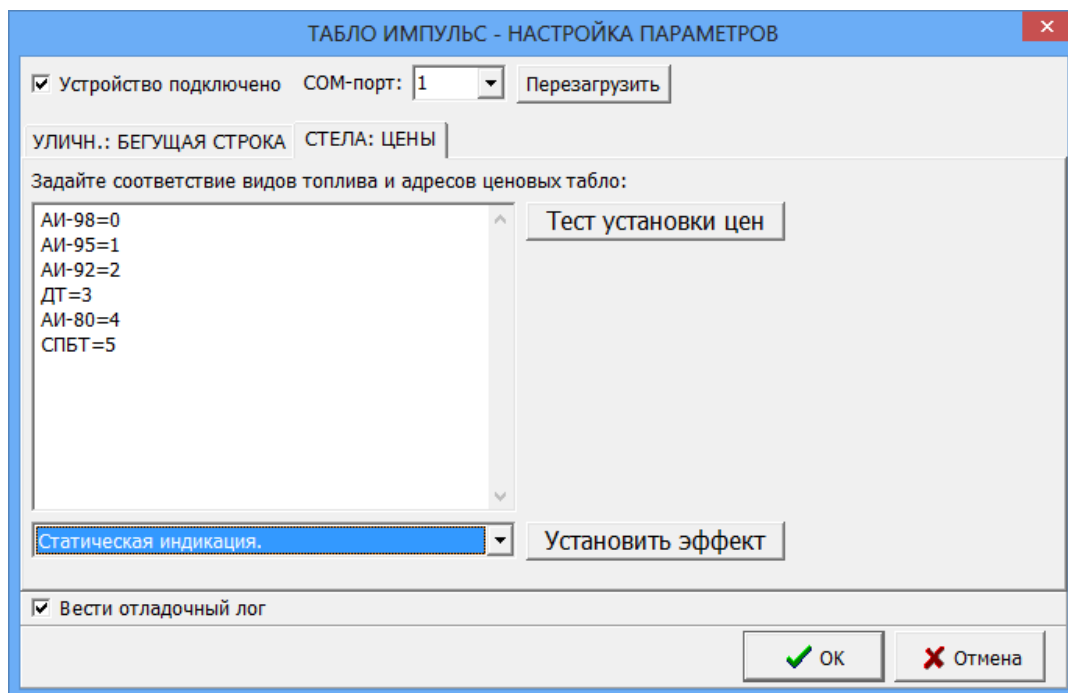 ТАБЛО ИМПУЛЬС - НАСТРОЙКА ПАРАМЕТРОВ
Устройство подключено COM-порт: 1 Перезагрузить
УЛИЧН.: БЕГУЩАЯ СТРОКА СТЕЛА: ЦЕНЫ
Задайте соответствие видов топлива и адресов ценовых табло:
АИ-98=0
Тест установки цен
АИ-95=1
АИ-92=2
ДТ=3
АИ-80=4
СПБТ=5
Статическая индикация. Установить эффект
Вести отладочный лог
OK Отмена